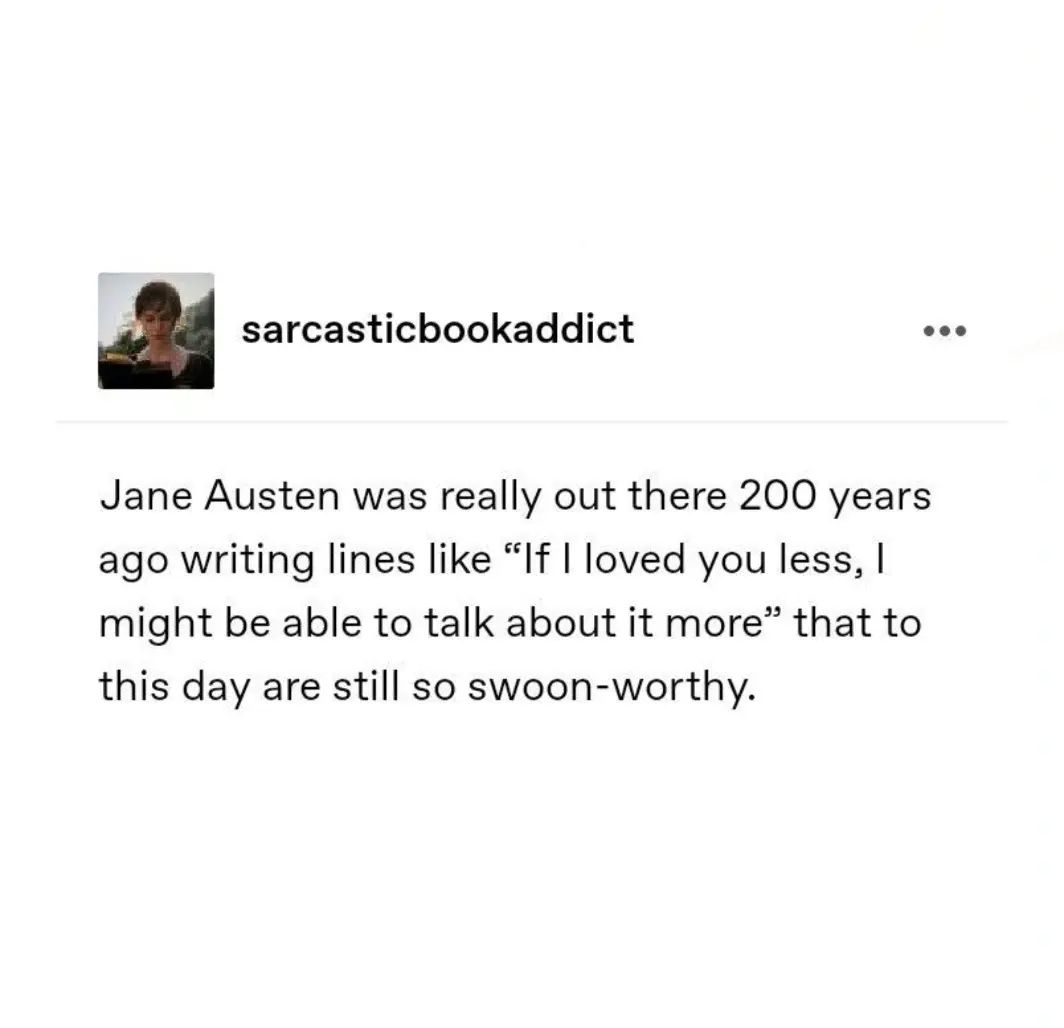 sarcasticbookaddict
Jane Austen was really out there 200 years
ago writing lines like “If I loved you less, I
might be able to talk about it more” that to
this day are still so swoon-worthy.